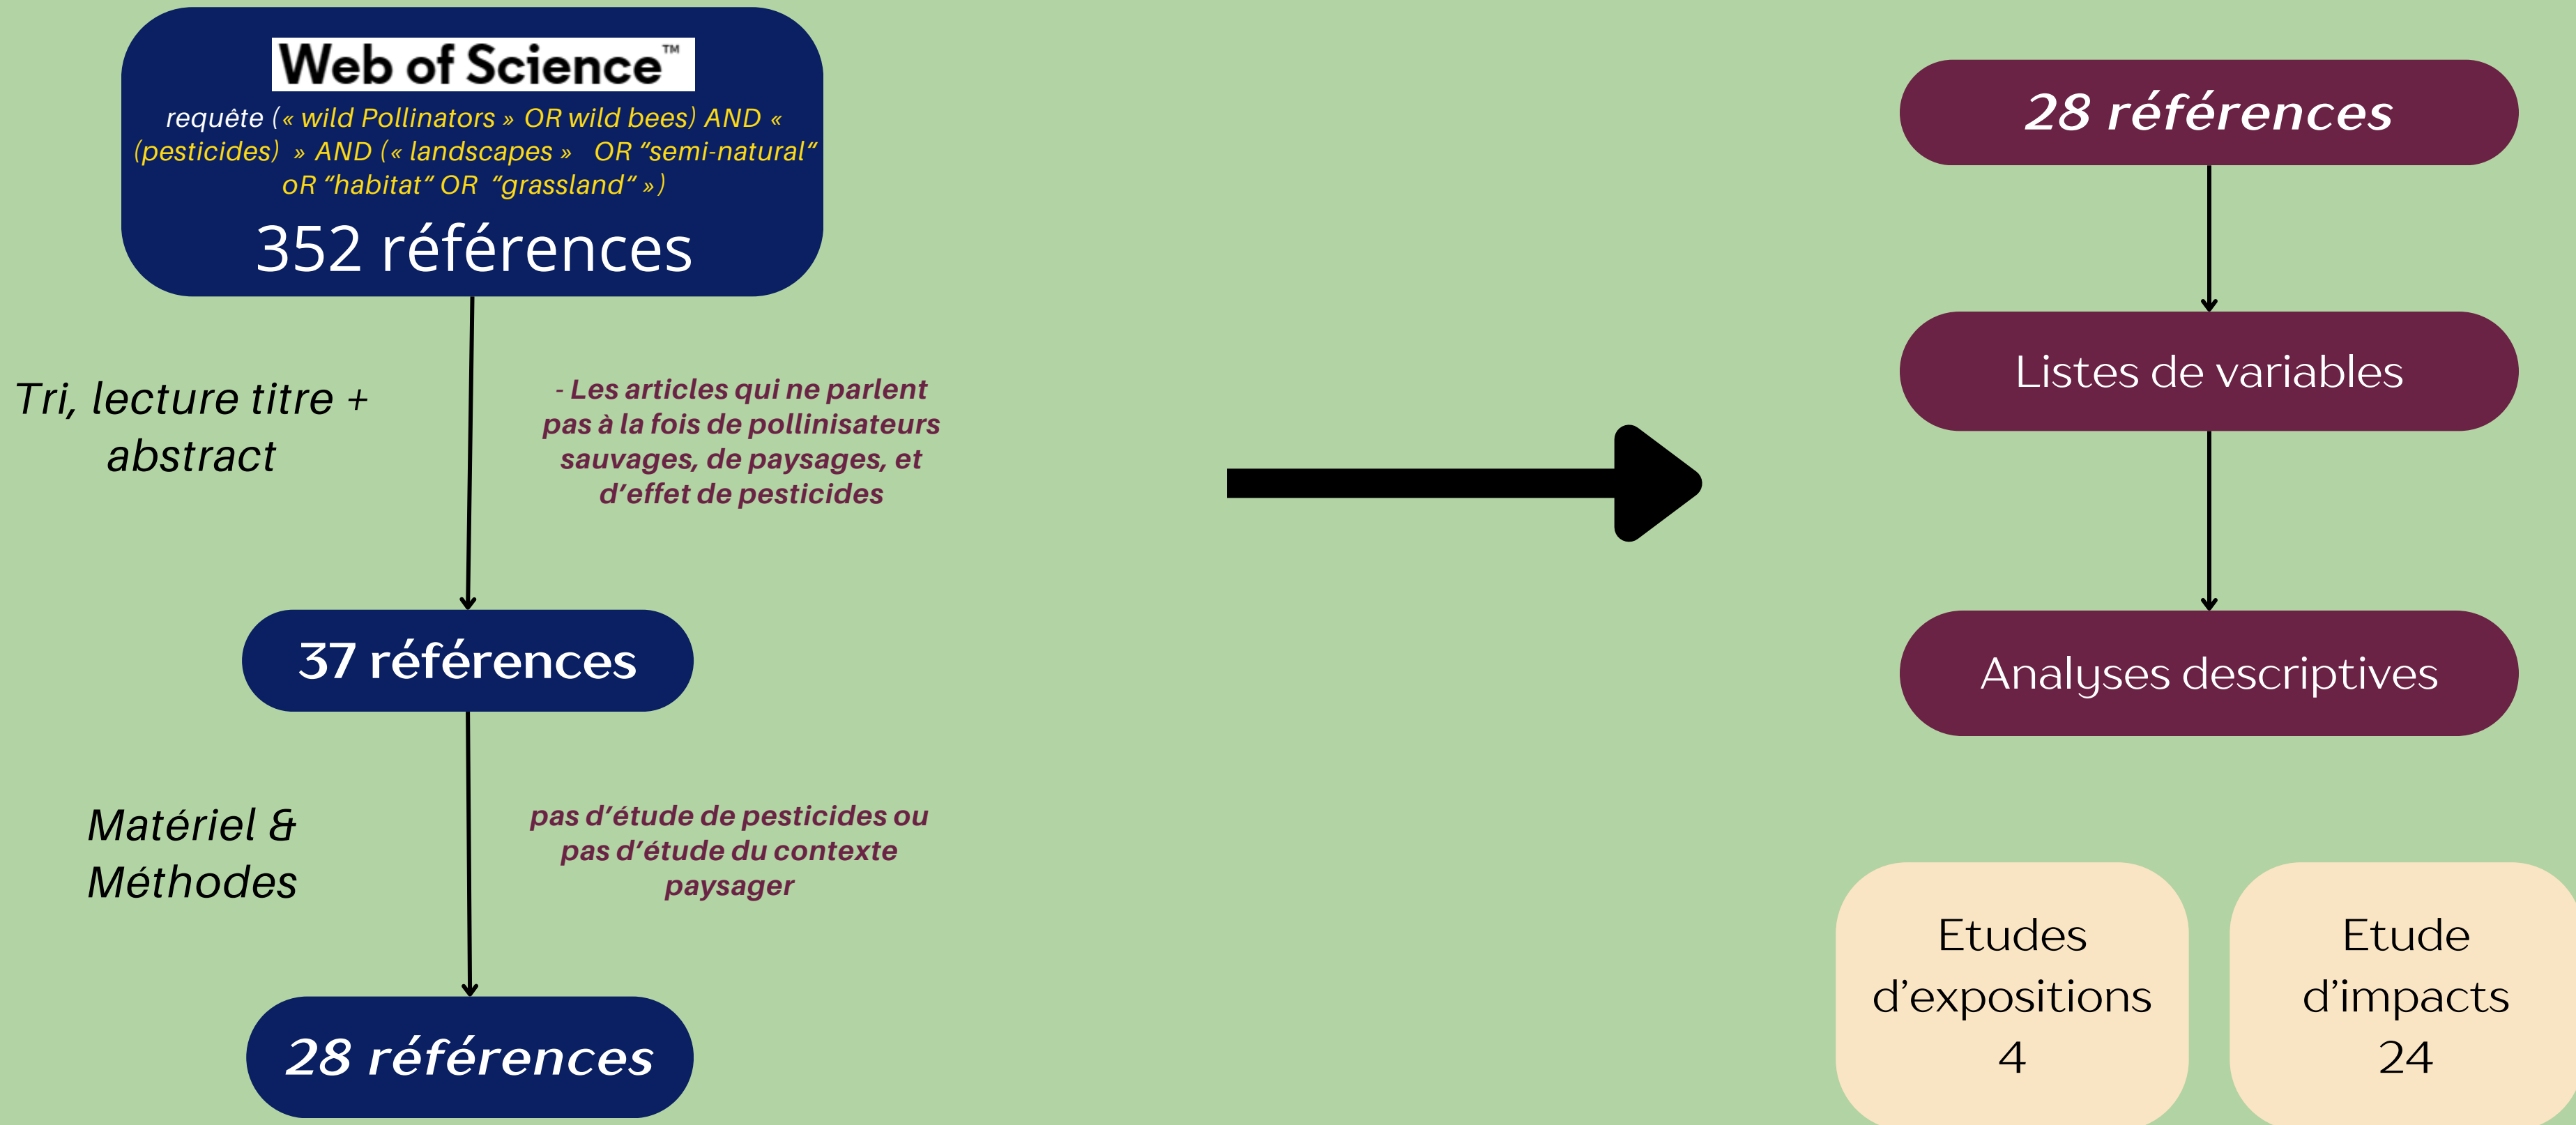 Web of Science™
requête (« wild Pollinators » OR wild bees) AND «
(pesticides) » AND (« landscapes » OR “semi-natural“
oR “habitat“ OR “grassland“ »)
352 références
Tri, lecture titre +
abstract
- Les articles qui ne parlent
pas à la fois de pollinisateurs
sauvages, de paysages, et
d’effet de pesticides
37 références
Matériel &
Méthodes
pas d’étude de pesticides ou
pas d’étude du contexte
paysager
28 références
28 références
Listes de variables
Analyses descriptives
Etudes
d’expositions
4
Etude
d’impacts
24